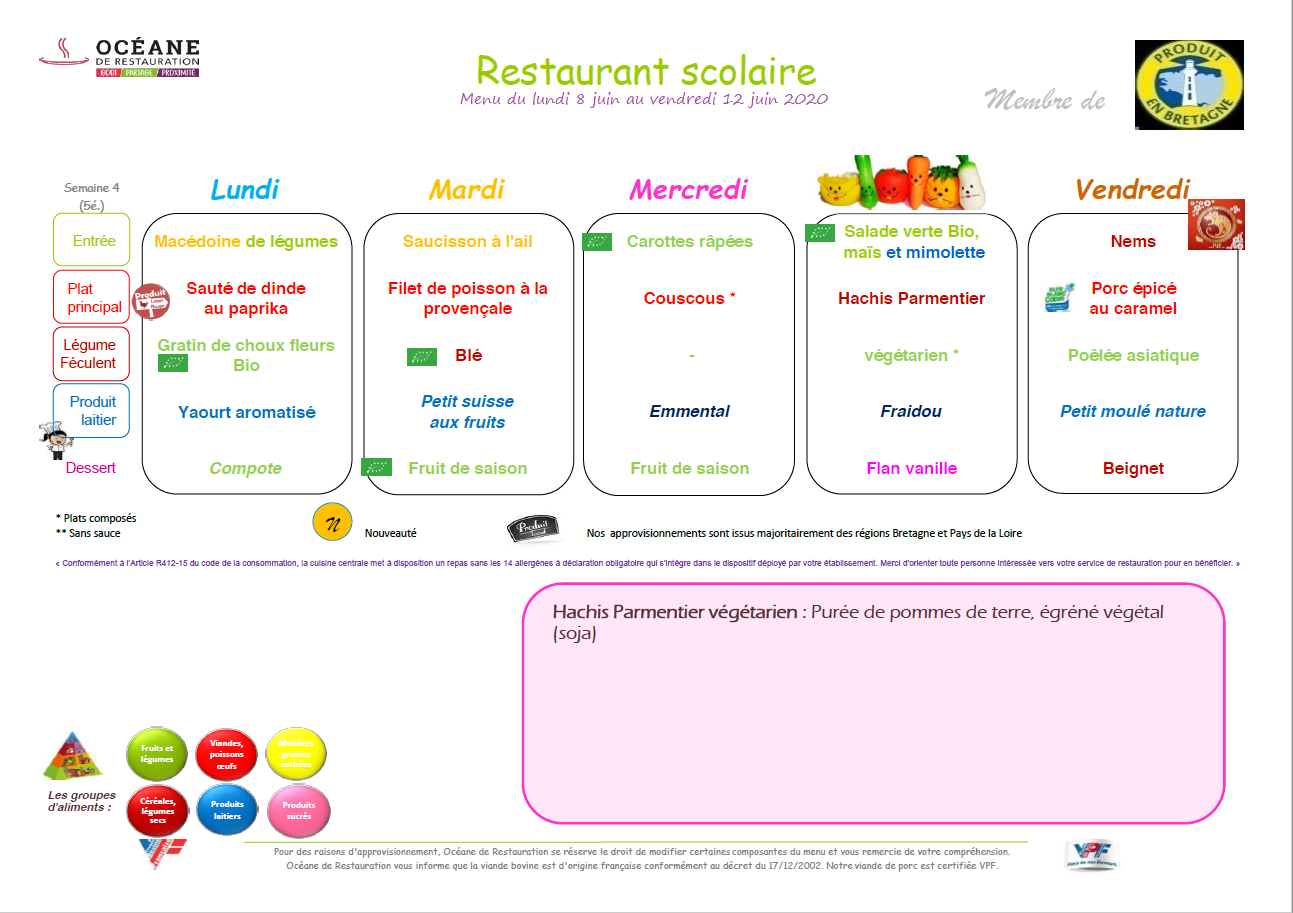 OCÉANE
DE RESTAURATION
GOÛT / PARTAGE / PROXIMITÉ
Restaurant scolaire
Menu du lundi 8 juin au vendredi 12 juin 2020
Membre de
PRODUIT
EN BRETAGNE
Semaine 4
(5é.)
Lundi
Mardi
Mercredi
Vendredi
Entrée
Macédoine de légumes
Saucisson à l'ail
Carottes râpées
Salade verte Bio,
maïs et mimolette
Nems
Plat
principal
Produit
Label
Rouge
Sauté de dinde
au paprika
Filet de poisson à la
provençale
Couscous *
Hachis Parmentier
Porc épicé
au caramel
Légume
Féculent
Gratin de choux fleurs
Bio
Blé
-
végétarien *
Poêlée asiatique
Produit
laitier
Yaourt aromatisé
Petit suisse
aux fruits
Emmental
Fraidou
Petit moulé nature
Dessert
Compote
Fruit de saison
Fruit de saison
Flan vanille
Beignet
* Plats composés
** Sans sauce
N
Nouveauté
Produit
local
Nos  approvisionnements sont issus majoritairement des régions Bretagne et Pays de la Loire
« Conformément à l'Article R412-15 du code de la consommation, la cuisine centrale met à disposition un repas sans les 14 allergènes à déclaration obligatoire qui s'intègre dans le dispositif déployé par votre établissement. Merci d'orienter toute personne intéressée vers votre service de restauration pour en bénéficier. »
Hachis Parmentier végétarien : Purée de pommes de terre, égréné végétal
(soja)
Les groupes
d'aliments :
Fruits et
légumes
Viandes,
poissons
œufs
Matières
grasses
cachées
Céréales,
légumes
secs
Produits
laitiers
Produits
sucrés
Pour des raisons d'approvisionnement, Océane de Restauration se réserve le droit de modifier certaines composantes du menu et vous remercie de votre compréhension.
Océane de Restauration vous informe que la viande bovine est d'origine française conformément au décret du 17/12/2002. Notre viande de porc est certifiée VPF.
VPF